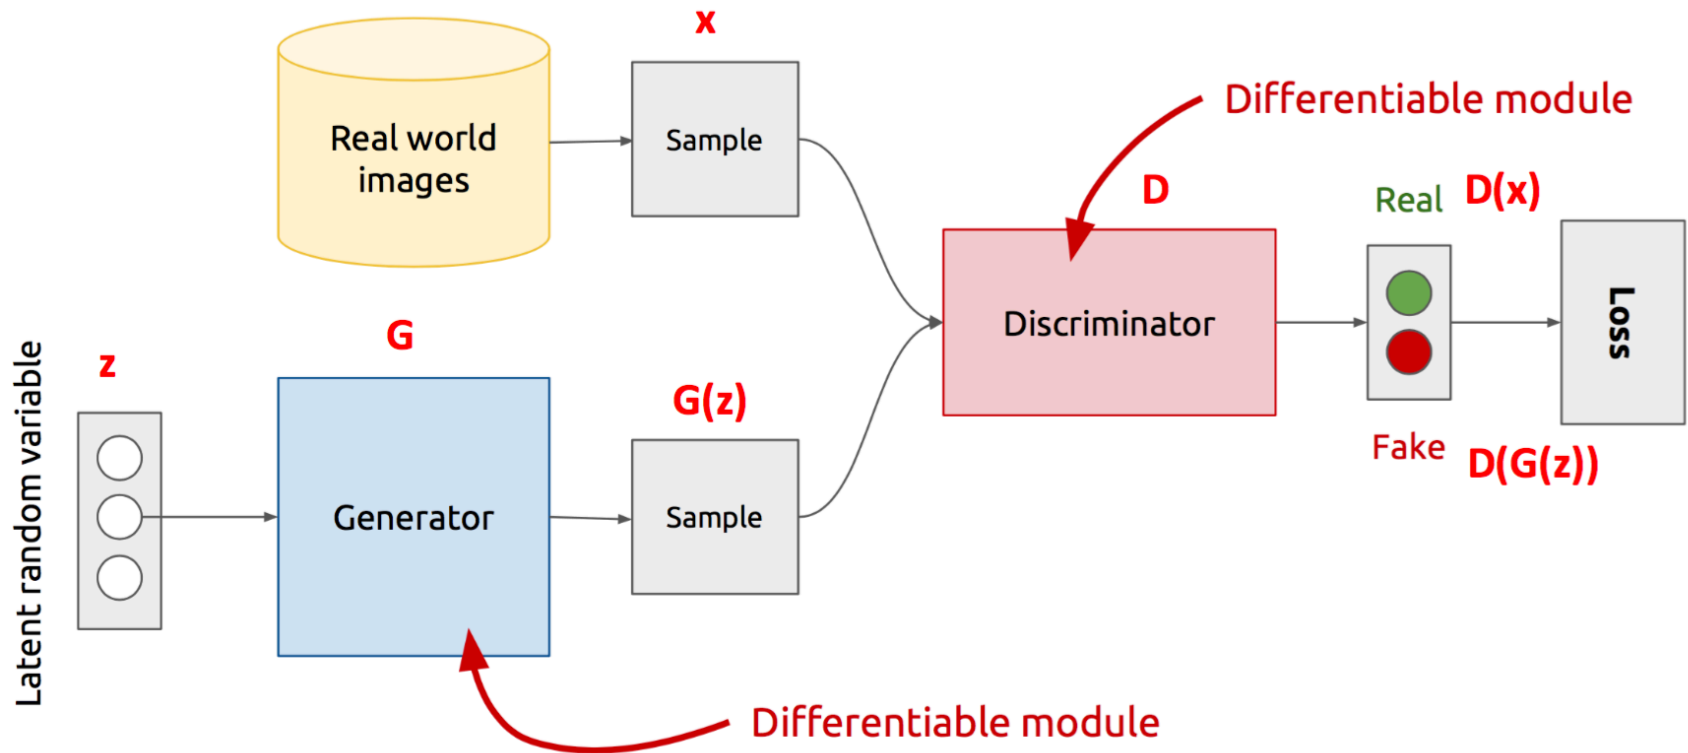 x
Real world
images
Sample
Differentiable module
D
Real
D(x)
Discriminator
Loss
Fake
D(G(z))
Latent random variable
z
G
Generator
G(z)
Sample
Differentiable module